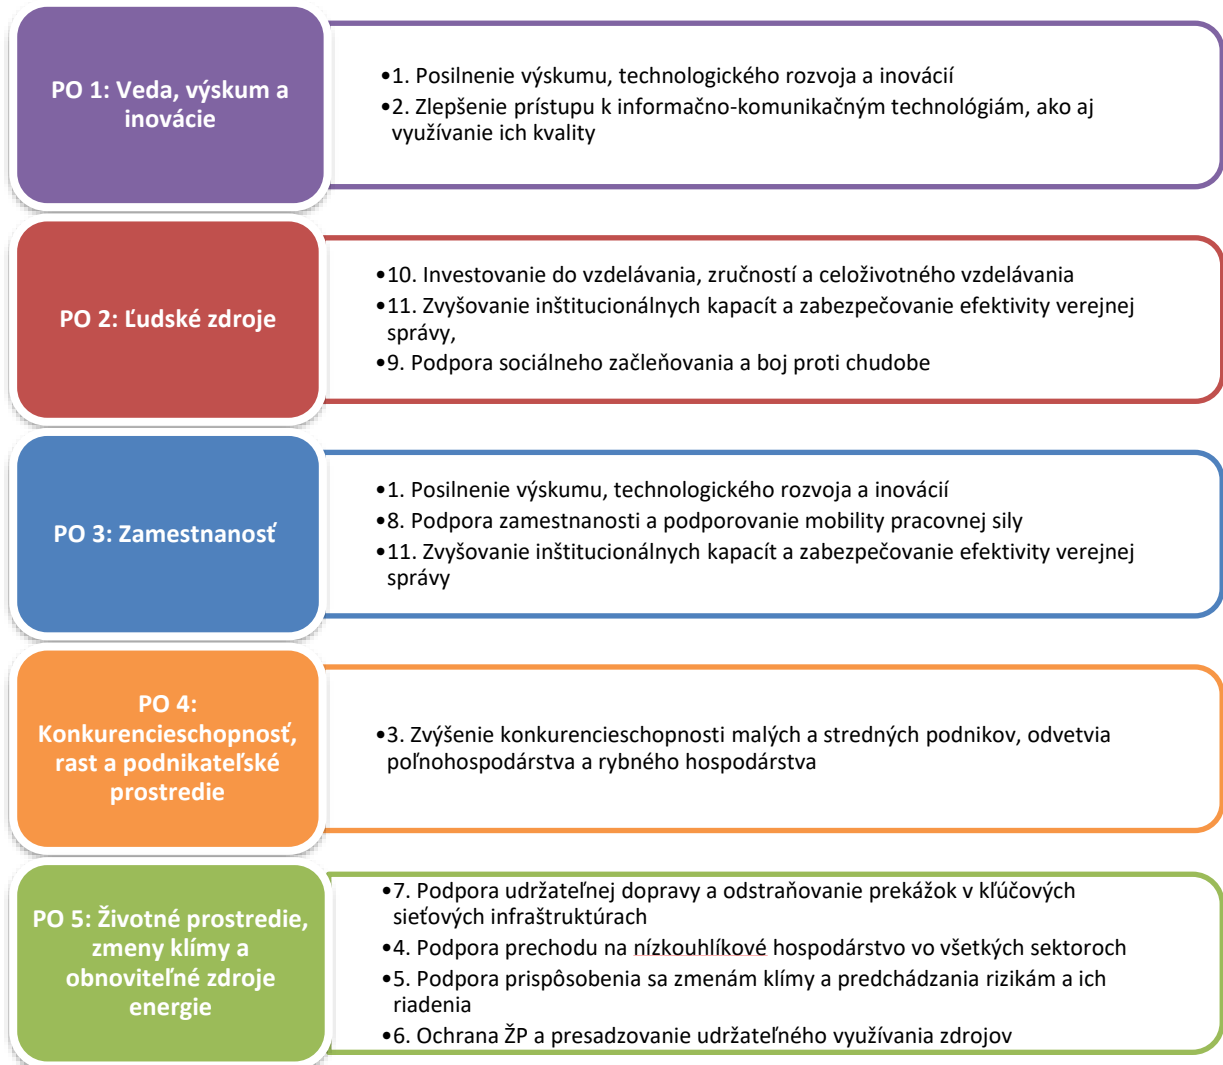 PO 1: Veda, výskum a
inovácie
•1. Posilnenie výskumu, technologického rozvoja a inovácií
•2. Zlepšenie prístupu k informačno-komunikačným technológiám, ako aj
využívanie ich kvality
PO 2: Ľudské zdroje
•10. Investovanie do vzdelávania, zručností a celoživotného vzdelávania
•11. Zvyšovanie inštitucionálnych kapacít a zabezpečovanie efektivity verejnej
správy,
•9. Podpora sociálneho začleňovania a boj proti chudobe
PO 3: Zamestnanosť
•1. Posilnenie výskumu, technologického rozvoja a inovácií
•8. Podpora zamestnanosti a podporovanie mobility pracovnej sily
•11. Zvyšovanie inštitucionálnych kapacít a zabezpečovanie efektivity verejnej
správy
PO 4:
Konkurencieschopnosť,
rast a podnikateľské
prostredie
•3. Zvýšenie konkurencieschopnosti malých a stredných podnikov, odvetvia
poľnohospodárstva a rybného hospodárstva
PO 5: Životné prostredie,
zmeny klímy a
obnoviteľné zdroje
energie
•7. Podpora udržateľnej dopravy a odstraňovanie prekážok v kľúčových
sieťových infraštruktúrach
•4. Podpora prechodu na nízkouhlíkové hospodárstvo vo všetkých sektoroch
•5. Podpora prispôsobenia sa zmenám klímy a predchádzania rizikám a ich
riadenia
•6. Ochrana ŽP a presadzovanie udržateľného využívania zdrojov